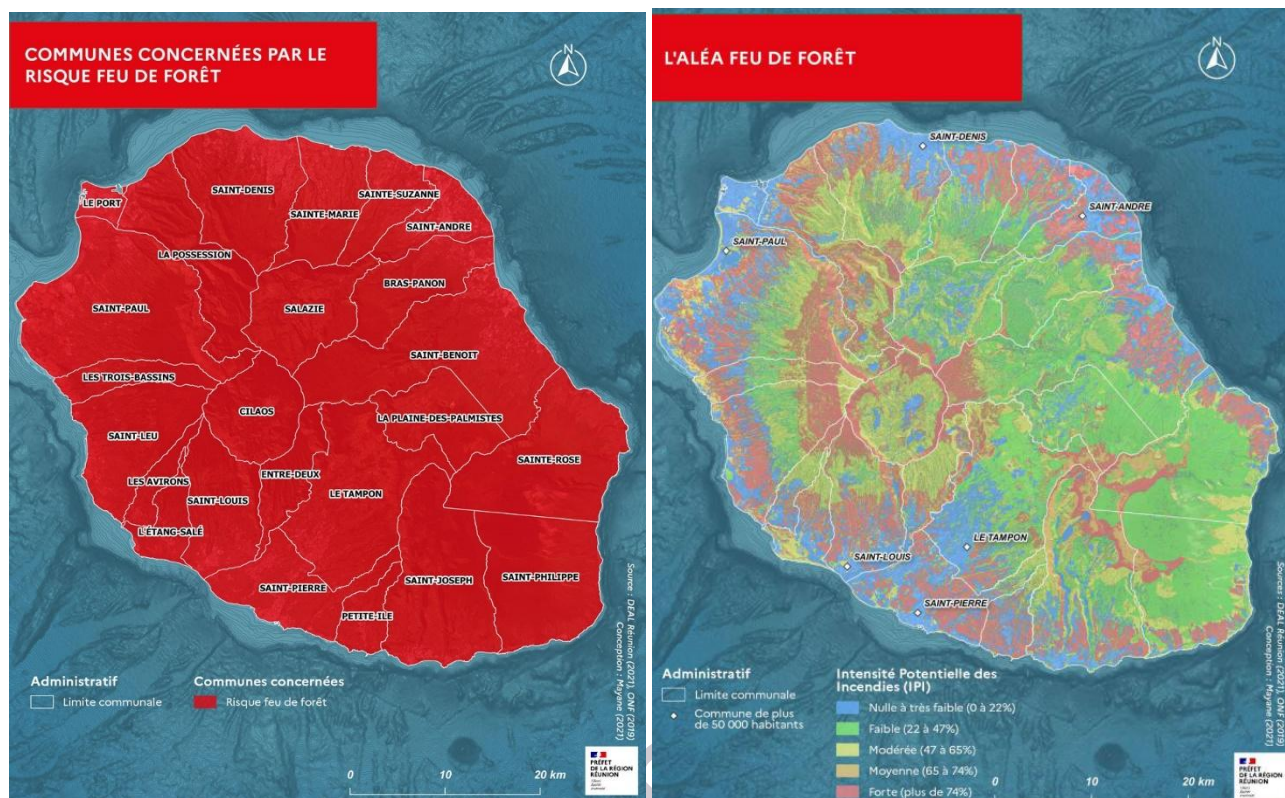 COMMUNES CONCERNÉES PAR LE
RISQUE FEU DE FORÊT
N
SAINT-DENIS
SAINTE-SUZANNE
LE PORT
SAINTE-MARIE
SAINT-ANDRE
LA POSSESSION
BRAS-PANON
SAINT-PAUL
SALAZIE
SAINT-BENOIT
LES TROIS-BASSINS
CILAOS
LA PLAINE-DES-PALMISTES
SAINT-LEU
SAINTE-ROSE
ENTRE-DEUX
LES AVIRONS
LE TAMPON
SAINT-LOUIS
L'ÉTANG-SALÉ
SAINT-JOSEPH
SAINT-PHILIPPE
SAINT-PIERRE
PETITE-ILE
Source : DEAL Réunion (2021), ONF (2019)
Conception : Mayane (2021)
Administratif
Limite communale
Communes concernées
Risque feu de forêt
0 10 20 km
PRÉFET
DE LA RÉGION
RÉUNION
L'ALÉA FEU DE FORÊT
N
SAINT-DENIS
SAINT-ANDRE
SAINT-PAUL
LE TAMPON
SAINT-LOUIS
SAINT-PIERRE
Sources : DEAL Réunion (2021), ONF (2019)
Conception : Mayane (2021)
Administratif
Limite communale
Commune de plus
de 50 000 habitants
Intensité Potentielle des
Incendies (IPI)
Nulle à très faible (0 à 22%)
Faible (22 à 47%)
Modérée (47 à 65%)
Moyenne (65 à 74%)
Forte (plus de 74%)
0 10 20 km
PRÉFET
DE LA RÉGION
RÉUNION